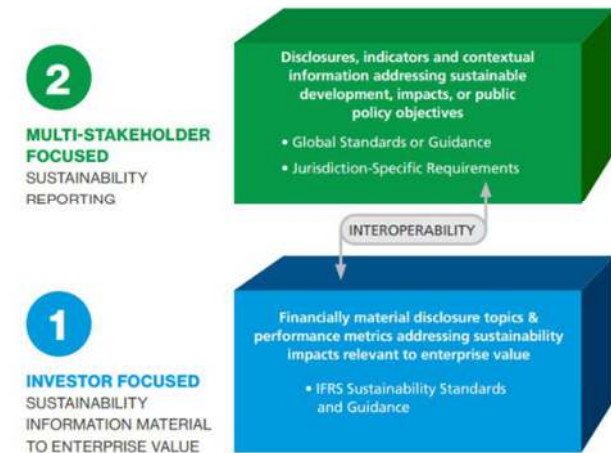 2
MULTI-STAKEHOLDER
FOCUSED
SUSTAINABILITY
REPORTING
Disclosures, indicators and contextual
information addressing sustainable
development, impacts, or public
policy objectives
• Global Standards or Guidance
• Jurisdiction-Specific Requirements
INTEROPERABILITY
1
INVESTOR FOCUSED
SUSTAINABILITY
INFORMATION MATERIAL
TO ENTERPRISE VALUE
Financially material disclosure topics &
performance metrics addressing sustainability
impacts relevant to enterprise value
• IFRS Sustainability Standards
and Guidance